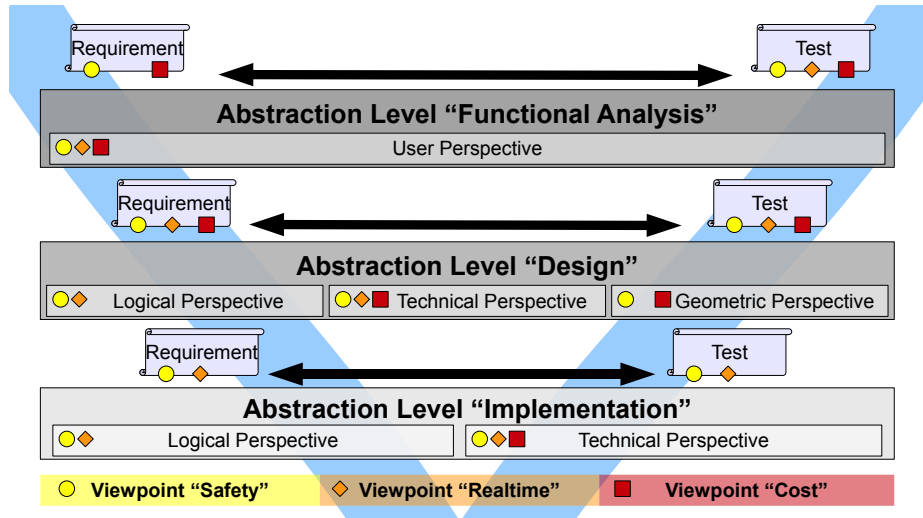 Requirement
Test
Abstraction Level “Functional Analysis”
User Perspective
Requirement
Test
Abstraction Level “Design”
Logical Perspective
Technical Perspective
Geometric Perspective
Requirement
Test
Abstraction Level “Implementation”
Logical Perspective
Technical Perspective
Viewpoint “Safety”
Viewpoint “Realtime”
Viewpoint “Cost”